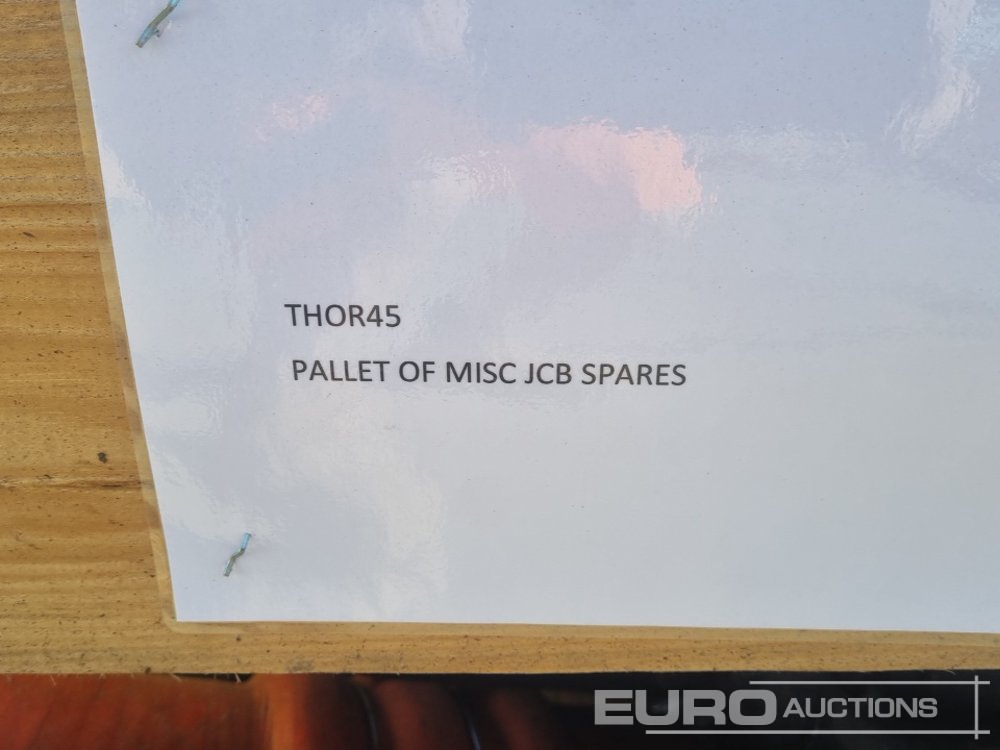 THOR45
PALLET OF MISC JCB SPARES
EURO AUCTIONS